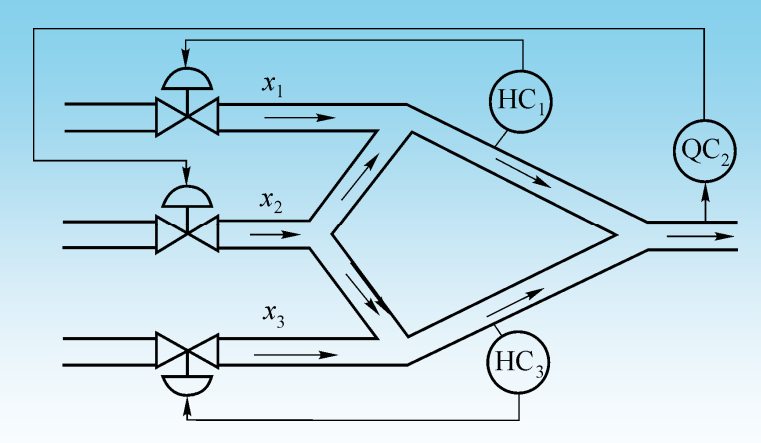 x₁
HC₁
QC₂
x₂
x₃
HC₃